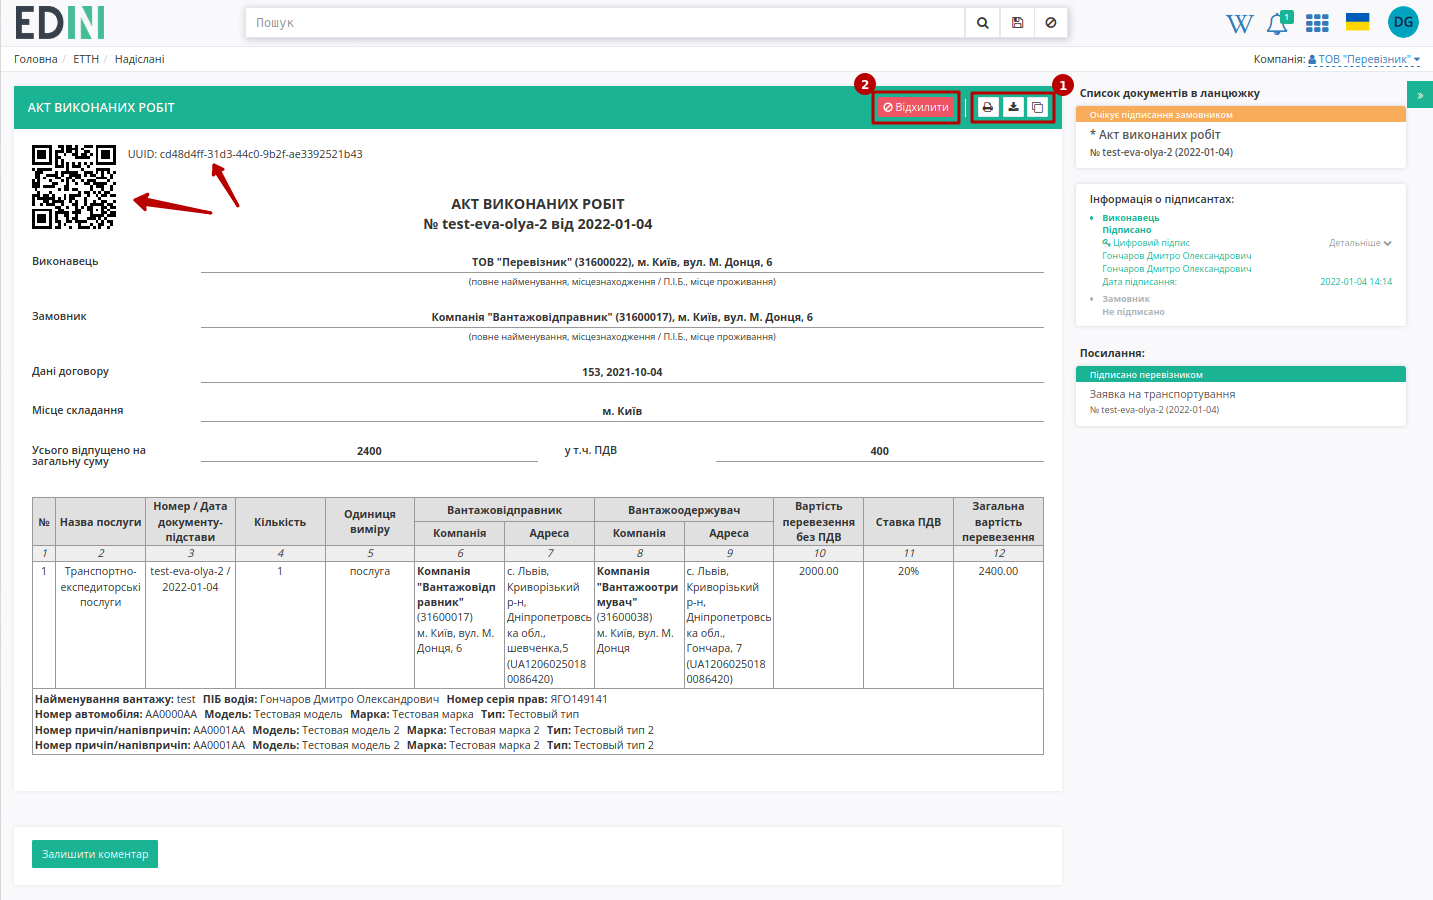 EDIN
Пошук
W
1
DG
Головна / ЕТТН / Надіслані
Компанія: ТОВ "Перевізник"
2
1
АКТ ВИКОНАНИХ РОБІТ
Відхилити
»
UUID: cd48d4ff-31d3-44c0-9b2f-ae3392521b43
АКТ ВИКОНАНИХ РОБІТ
№ test-eva-olya-2 від 2022-01-04
Виконавець
ТОВ "Перевізник" (31600022), м. Київ, вул. М. Донця, 6
(повне найменування, місцезнаходження / П.І.Б., місце проживання)
Замовник
Компанія "Вантажовідправник" (31600017), м. Київ, вул. М. Донця, 6
(повне найменування, місцезнаходження / П.І.Б., місце проживання)
Дані договору
153, 2021-10-04
Місце складання
м. Київ
Усього відпущено на
загальну суму
2400
у т.ч. ПДВ
400
№
Назва послуги
Номер / Дата
документу-
підстави
Кількість
Одиниця
виміру
Вантажовідправник
Компанія
Адреса
Вантажоодержувач
Компанія
Адреса
Вартість
перевезення
без ПДВ
Ставка ПДВ
Загальна
вартість
перевезення
1 2 3 4 5 6 7 8 9 10 11 12
1
Транспортно-
експедиторські
послуги
test-eva-olya-2 /
2022-01-04
1
послуга
Компанія
"Вантажовідп
равник"
(31600017)
м. Київ, вул. М.
Донця, 6
с. Львів,
Криворізький
р-н,
Дніпропетровсь
ка обл.,
шевченка,5
(UA1206025018
0086420)
Компанія
"Вантажоотри
мувач"
(31600038)
м. Київ, вул. М.
Донця
с. Львів,
Криворізький
р-н,
Дніпропетровсь
ка обл.,
Гончара, 7
(UA1206025018
0086420)
2000.00
20%
2400.00
Найменування вантажу: test ПІБ водія: Гончаров Дмитро Олександрович Номер серія прав: ЯГО149141
Номер автомобіля: АА0000АА Модель: Тестовая модель Марка: Тестовая марка Тип: Тестовый тип
Номер причіп/напівпричіп: АА0001АА Модель: Тестовая модель 2 Марка: Тестовая марка 2 Тип: Тестовый тип 2
Номер причіп/напівпричіп: АА0001АА Модель: Тестовая модель 2 Марка: Тестовая марка 2 Тип: Тестовый тип 2
Залишити коментар
Список документів в ланцюжку
Очікує підписання замовником
* Акт виконаних робіт
№ test-eva-olya-2 (2022-01-04)
Інформація о підписантах:
Виконавець
Підписано
Цифровий підпис
Детальніше
Гончаров Дмитро Олександрович
Гончаров Дмитро Олександрович
Дата підписання: 2022-01-04 14:14
Замовник
Не підписано
Посилання:
Підписано перевізником
Заявка на транспортування
№ test-eva-olya-2 (2022-01-04)